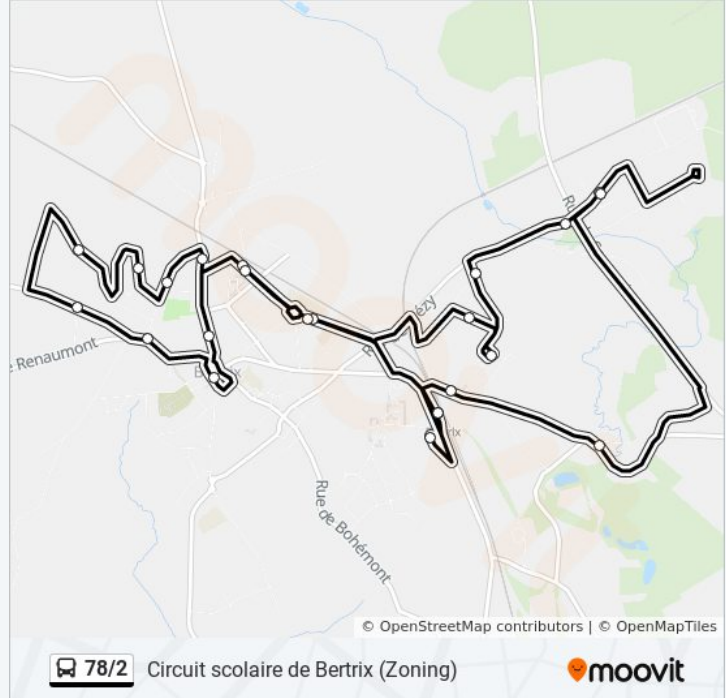 e Renaumont
Rue de Bohémont
© OpenStreetMap contributors | © OpenMapTiles
78/2 Circuit scolaire de Bertrix (Zoning)
moovit